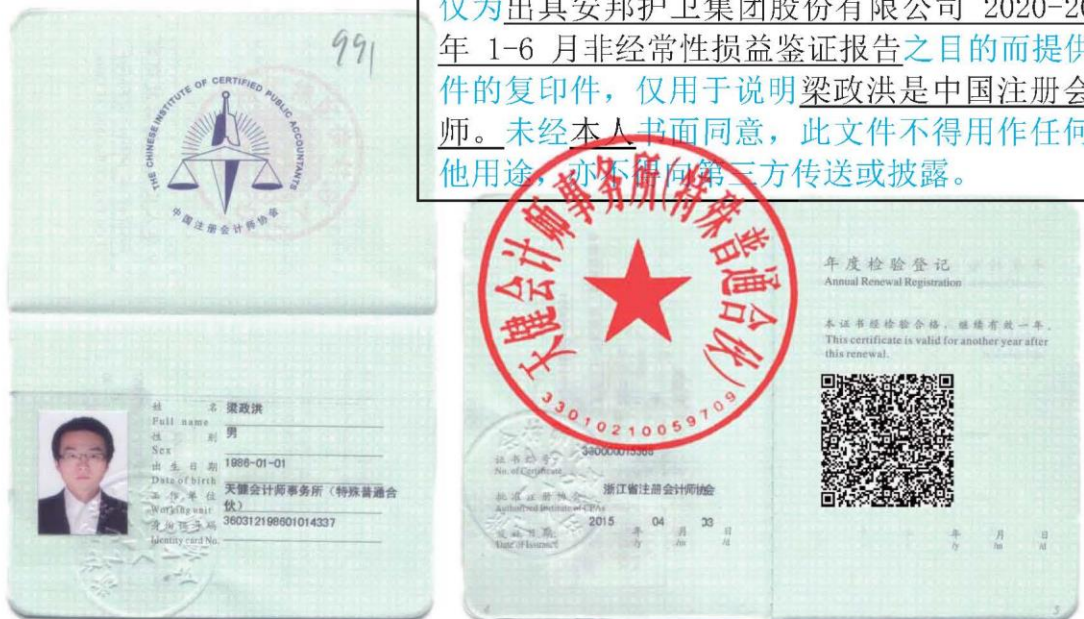 仅为出具安邦护卫集团股份有限公司 2020-20
年 1-6 月非经常性损益鉴证报告之目的而提供
件的复印件，仅用于说明梁政洪是中国注册会
师。未经本人书面同意，此文件不得用作任何
他用途，亦不得向第三方传送或披露。
991
THE CHINESE INSTITUTE OF CERTIFIED PUBLIC ACCOUNTANTS
中国注册会计师协会
天健会计师事务所(特殊普通合伙)
33010210059709
姓 名 梁政洪
Full name
性 别 男
Sex
出 生 日 期 1986-01-01
Date of birth
工 作 单 位 天健会计师事务所（特殊普通合
Working unit 伙）
身份证号码 360312198601014337
Identity card No.
证书编号
No. of Certificate
批准注册协会 浙江省注册会计师协会
Authorized Institute of CPAs
发证日期 2015 年 04 月 03 日
Date of Issuance /y /m /d
4
年度检验登记
Annual Renewal Registration
本证书经检验合格，继续有效一年。
This certificate is valid for another year after
this renewal.
年 月 日
/y /m /d
5